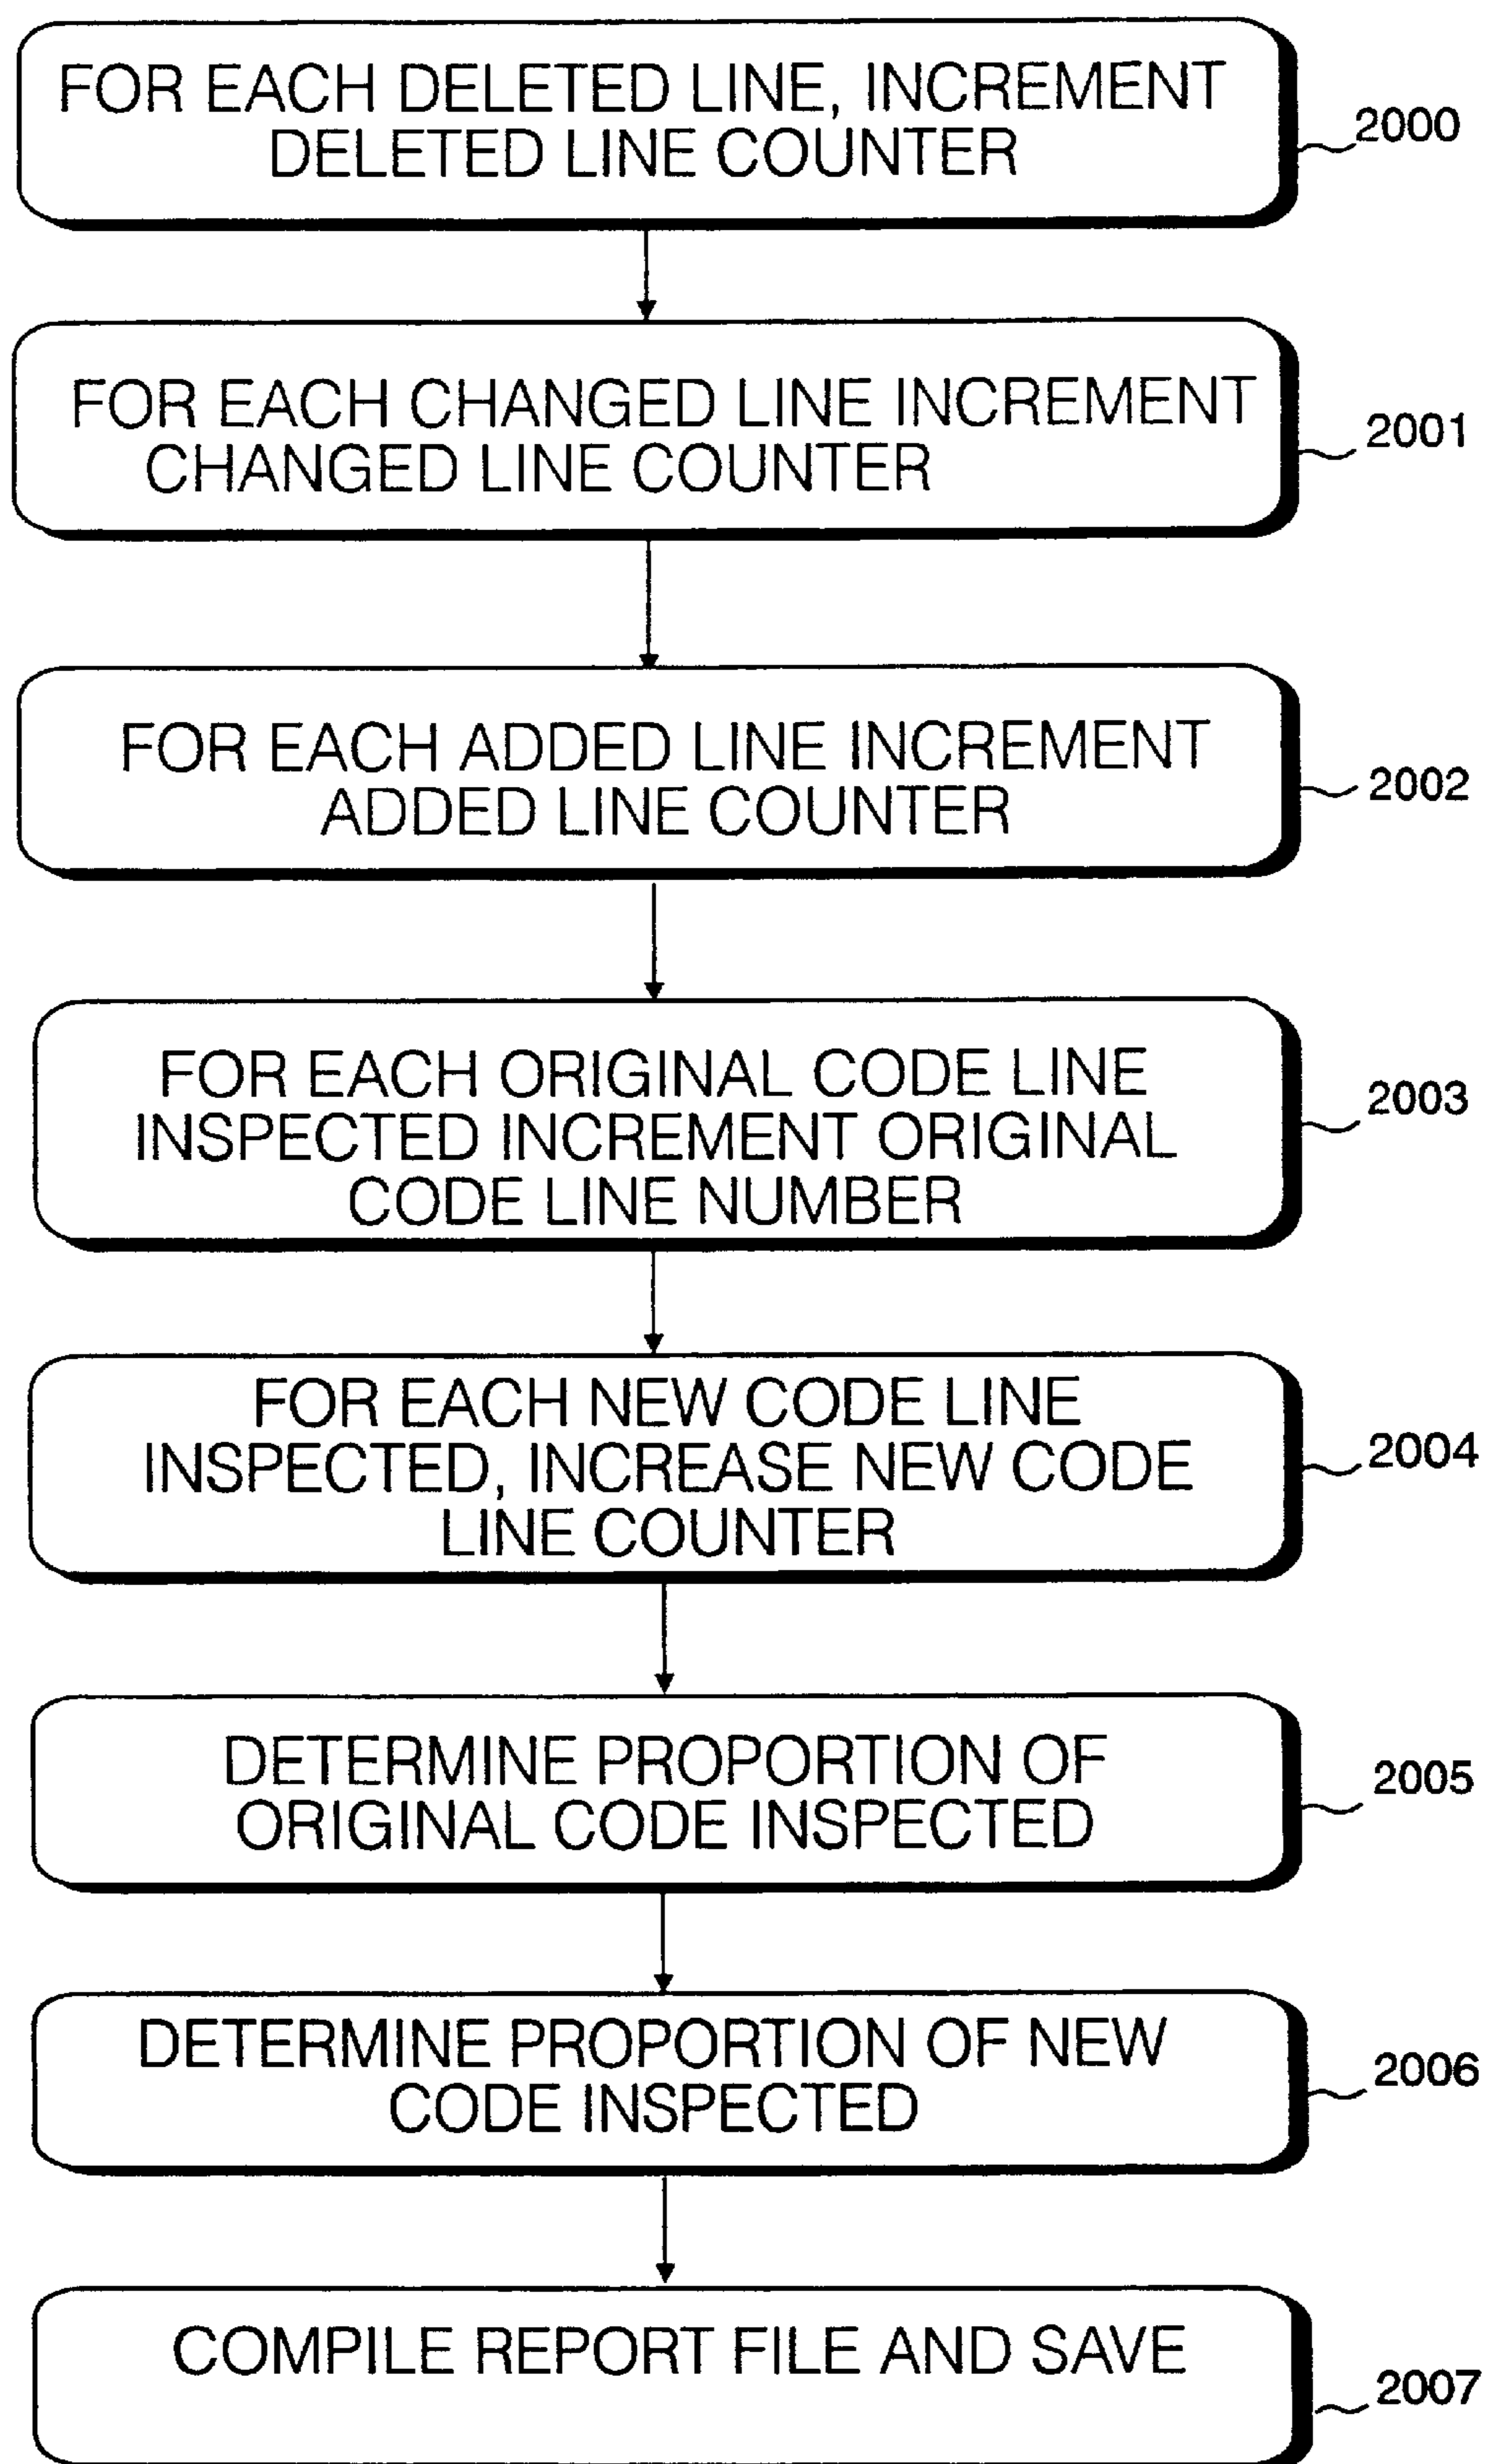 FOR EACH DELETED LINE, INCREMENT
DELETED LINE COUNTER
2000
FOR EACH CHANGED LINE INCREMENT
CHANGED LINE COUNTER
2001
FOR EACH ADDED LINE INCREMENT
ADDED LINE COUNTER
2002
FOR EACH ORIGINAL CODE LINE
INSPECTED INCREMENT ORIGINAL
CODE LINE NUMBER
2003
FOR EACH NEW CODE LINE
INSPECTED, INCREASE NEW CODE
LINE COUNTER
2004
DETERMINE PROPORTION OF
ORIGINAL CODE INSPECTED
2005
DETERMINE PROPORTION OF NEW
CODE INSPECTED
2006
COMPILE REPORT FILE AND SAVE
2007